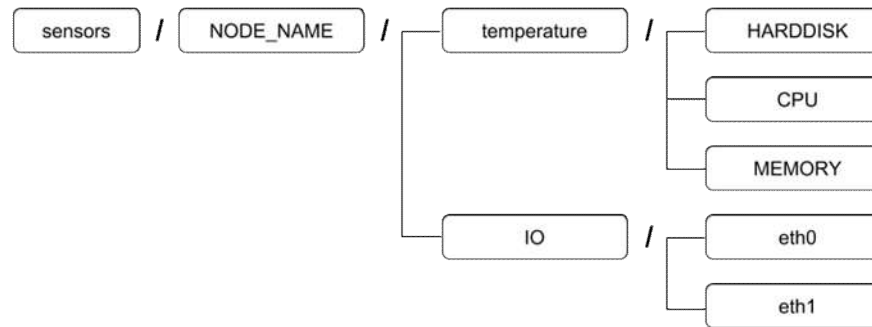 sensors / NODE_NAME / temperature / HARDDISK
CPU
MEMORY
IO / eth0
eth1